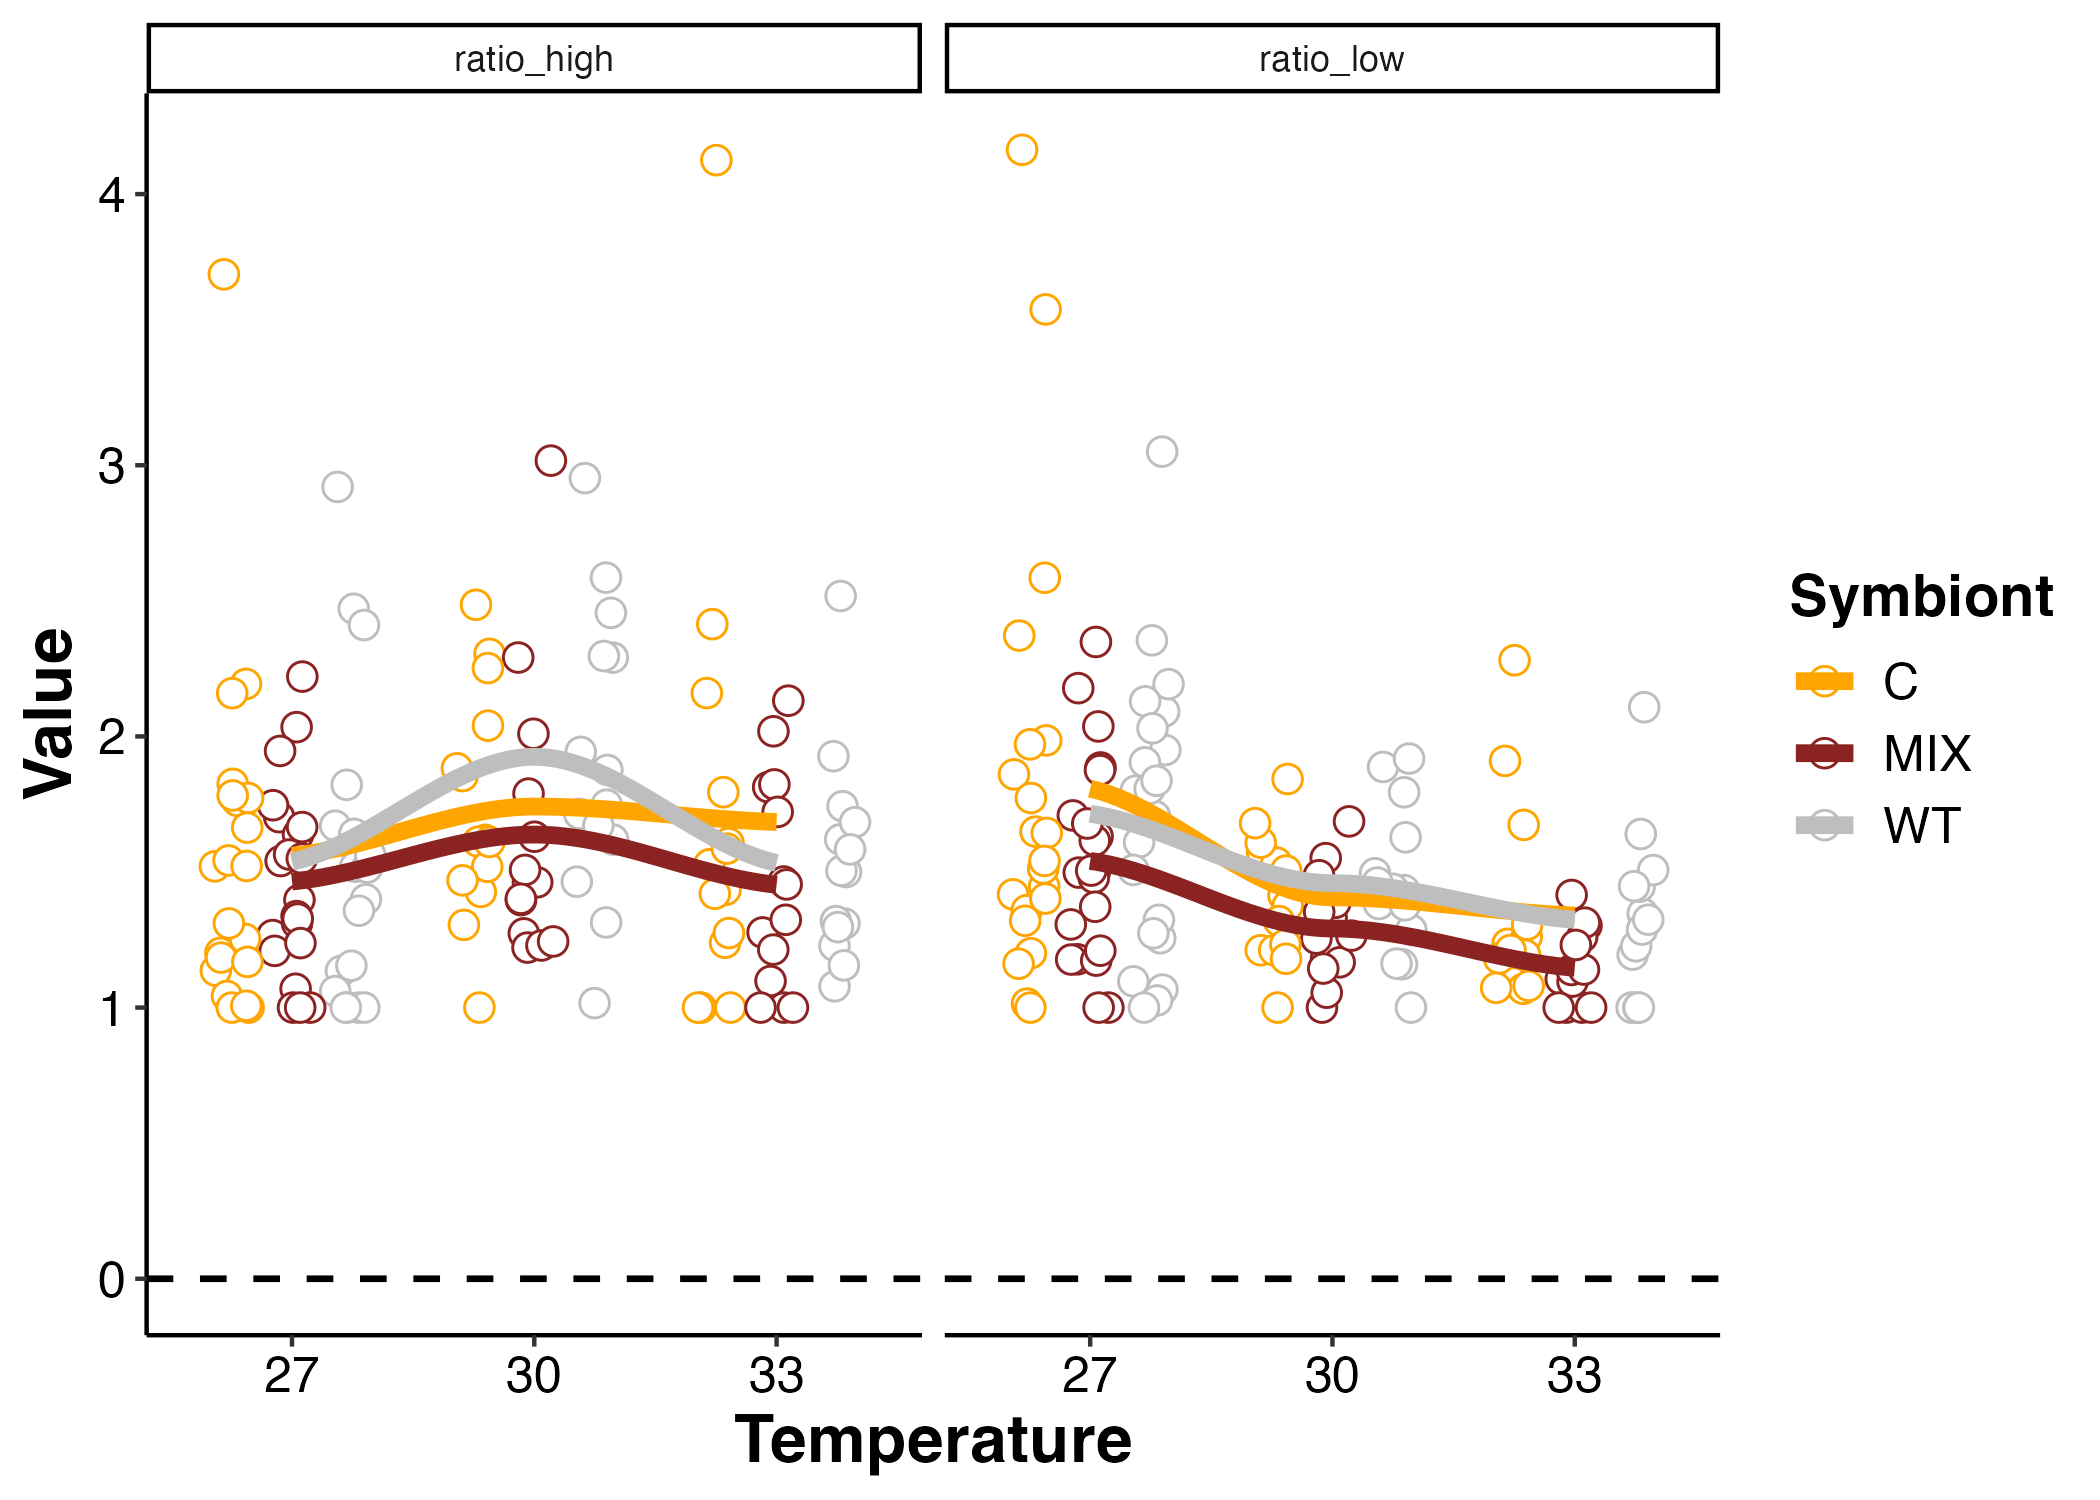 ratio_high
ratio_low
4
3
2
1
0
Value
27
30
33
27
30
33
Temperature
Symbiont
C
MIX
WT